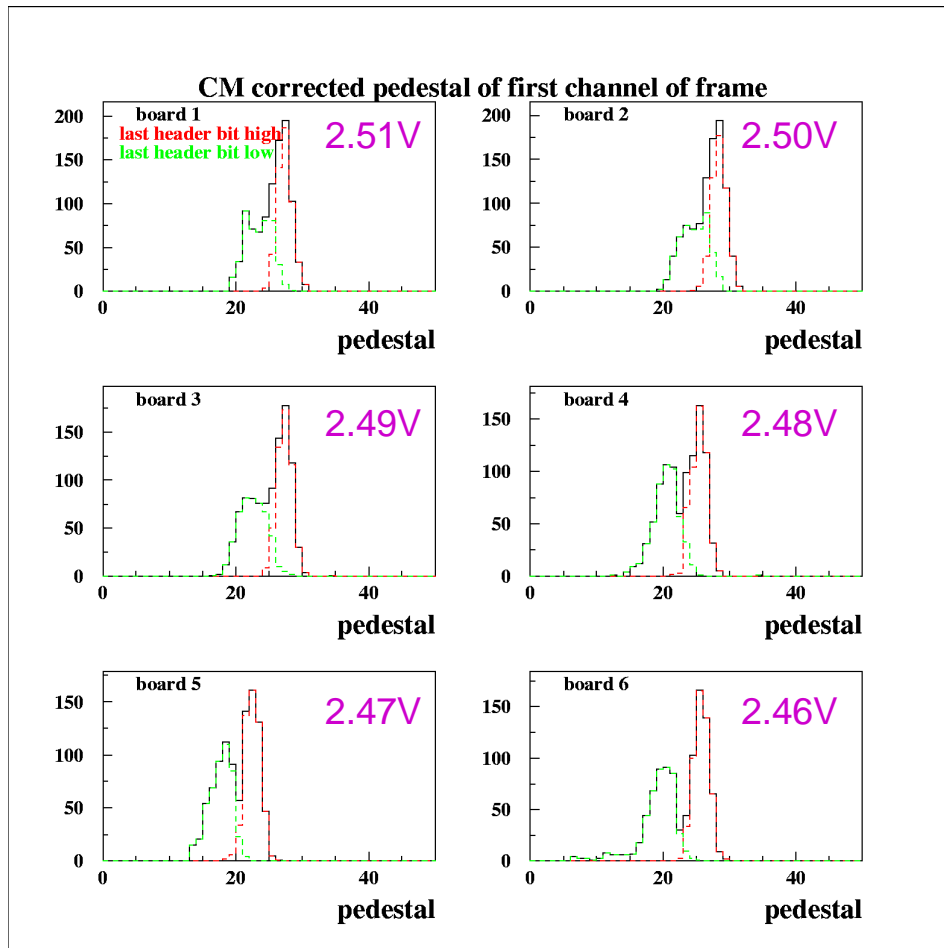 CM corrected pedestal of first channel of frame
board 1
last header bit high
last header bit low
2.51V
200
150
100
50
0
0 20 40
pedestal
board 2
2.50V
200
150
100
50
0
0 20 40
pedestal
board 3
2.49V
150
100
50
0
0 20 40
pedestal
board 4
2.48V
150
100
50
0
0 20 40
pedestal
board 5
2.47V
150
100
50
0
0 20 40
pedestal
board 6
2.46V
150
100
50
0
0 20 40
pedestal